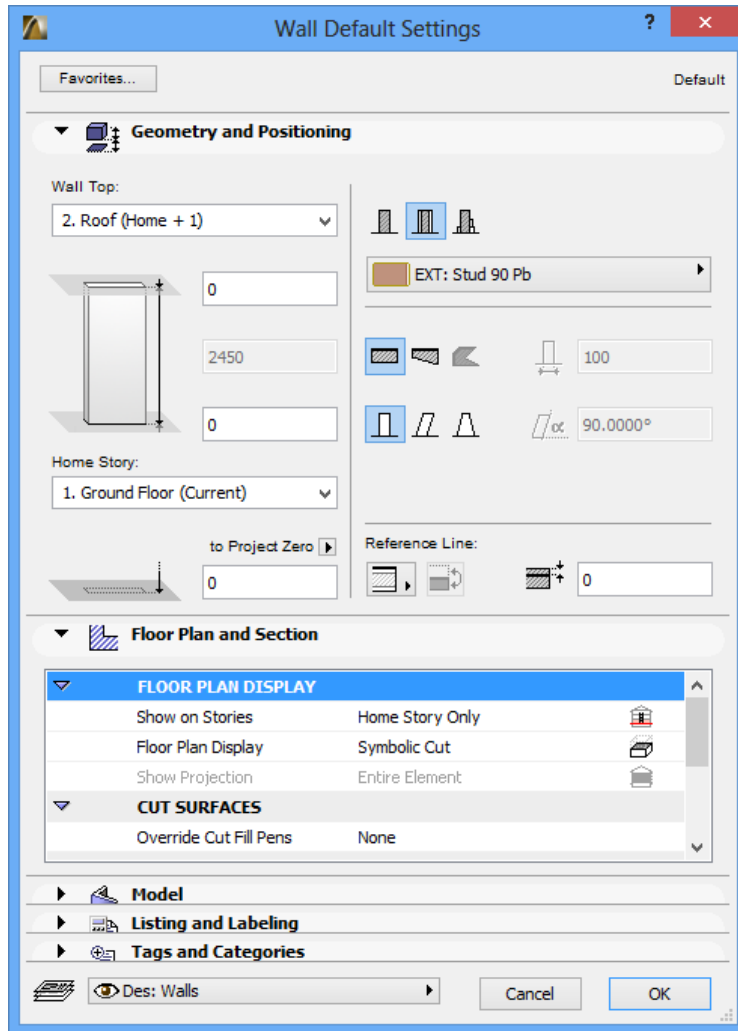 Wall Default Settings
?
Favorites...
Default
Geometry and Positioning
Wall Top:
2. Roof (Home + 1)
0
2450
0
Home Story:
1. Ground Floor (Current)
to Project Zero
0
EXT: Stud 90 Pb
100
α 90.0000°
Reference Line:
0
Floor Plan and Section
FLOOR PLAN DISPLAY
Show on Stories Home Story Only
Floor Plan Display Symbolic Cut
Show Projection Entire Element
CUT SURFACES
Override Cut Fill Pens None
Model
Listing and Labeling
Tags and Categories
Des: Walls
Cancel
OK